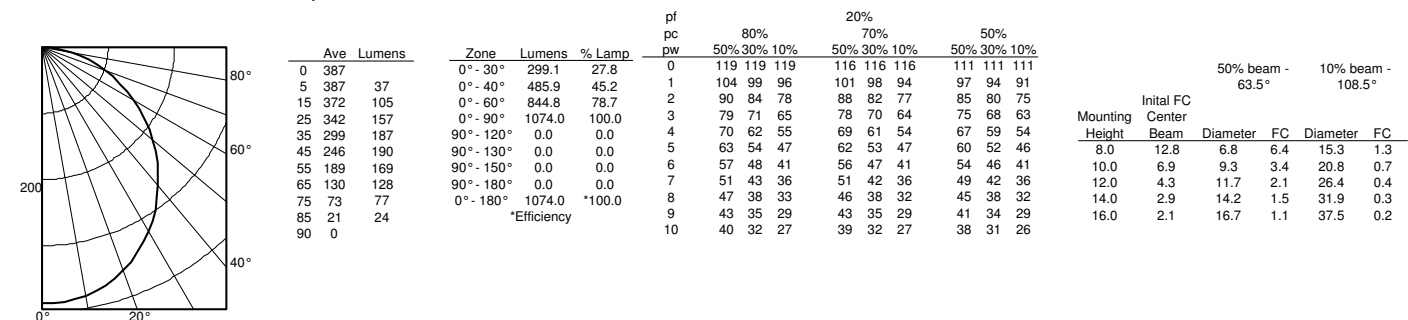 80°
60°
200
40°
0° 20°
Ave Lumens
0 387
5 387 37
15 372 105
25 342 157
35 299 187
45 246 190
55 189 169
65 130 128
75 73 77
85 21 24
90 0
Zone Lumens % Lamp
0°- 30° 299.1 27.8
0°- 40° 485.9 45.2
0°- 60° 844.8 78.7
0°- 90° 1074.0 100.0
90°- 120° 0.0 0.0
90°- 130° 0.0 0.0
90°- 150° 0.0 0.0
90°- 180° 0.0 0.0
0°- 180° 1074.0 *100.0
*Efficiency
pf 20%
pc 80% 70% 50%
pw 50% 30% 10% 50% 30% 10% 50% 30% 10%
0 119 119 119 116 116 116 111 111 111
1 104 99 96 101 98 94 97 94 91
2 90 84 78 88 82 77 85 80 75
3 79 71 65 78 70 64 75 68 63
4 70 62 55 69 61 54 67 59 54
5 63 54 47 62 53 47 60 52 46
6 57 48 41 56 47 41 54 46 41
7 51 43 36 51 42 36 49 42 36
8 47 38 33 46 38 32 45 38 32
9 43 35 29 43 35 29 41 34 29
10 40 32 27 39 32 27 38 31 26
50% beam - 10% beam -
63.5° 108.5°
Inital FC
Mounting Center
Height Beam Diameter FC Diameter FC
8.0 12.8 6.8 6.4 15.3 1.3
10.0 6.9 9.3 3.4 20.8 0.7
12.0 4.3 11.7 2.1 26.4 0.4
14.0 2.9 14.2 1.5 31.9 0.3
16.0 2.1 16.7 1.1 37.5 0.2